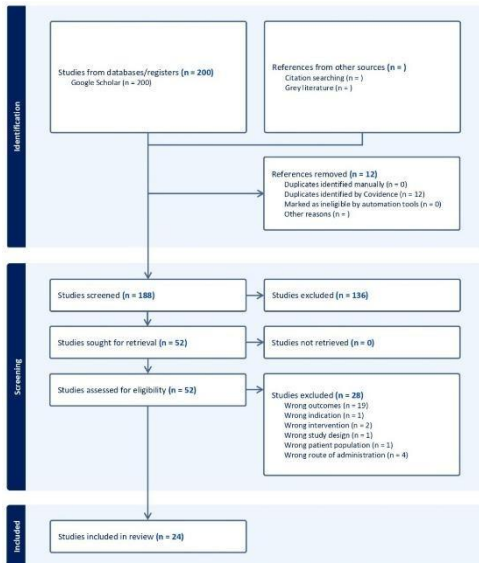 Identification
Studies from databases/registers (n = 200)
Google Scholar (n = 200)
References from other sources (n = )
Citation searching (n = )
Grey literature (n = )
References removed (n = 12)
Duplicates identified manually (n = 0)
Duplicates identified by Covidence (n = 12)
Marked as ineligible by automation tools (n = 0)
Other reasons (n = )
Screening
Studies screened (n = 188)
Studies excluded (n = 136)
Studies sought for retrieval (n = 52)
Studies not retrieved (n = 0)
Studies assessed for eligibility (n = 52)
Studies excluded (n = 28)
Wrong outcomes (n = 19)
Wrong indication (n = 1)
Wrong intervention (n = 2)
Wrong study design (n = 1)
Wrong patient population (n = 1)
Wrong route of administration (n = 4)
Included
Studies included in review (n = 24)